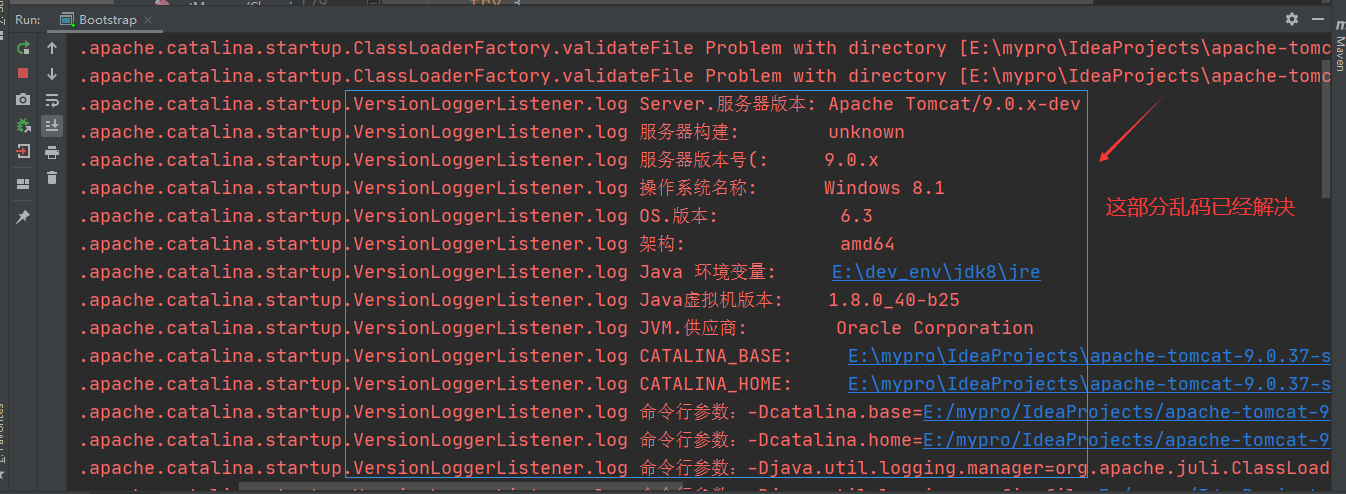 Run: Bootstrap
.apache.catalina.startup.ClassLoaderFactory.validateFile Problem with directory [E:\mypro\IdeaProjects\apache-tomc
.apache.catalina.startup.ClassLoaderFactory.validateFile Problem with directory [E:\mypro\IdeaProjects\apache-tomc
.apache.catalina.startup.VersionLoggerListener.log Server.服务器版本: Apache Tomcat/9.0.x-dev
.apache.catalina.startup.VersionLoggerListener.log 服务器构建: unknown
.apache.catalina.startup.VersionLoggerListener.log 服务器版本号(: 9.0.x
.apache.catalina.startup.VersionLoggerListener.log 操作系统名称: Windows 8.1
.apache.catalina.startup.VersionLoggerListener.log OS.版本: 6.3
.apache.catalina.startup.VersionLoggerListener.log 架构: amd64
.apache.catalina.startup.VersionLoggerListener.log Java 环境变量: E:\dev_env\jdk8\jre
.apache.catalina.startup.VersionLoggerListener.log Java虚拟机版本: 1.8.0_40-b25
.apache.catalina.startup.VersionLoggerListener.log JVM.供应商: Oracle Corporation
.apache.catalina.startup.VersionLoggerListener.log CATALINA_BASE: E:\mypro\IdeaProjects\apache-tomcat-9.0.37-s
.apache.catalina.startup.VersionLoggerListener.log CATALINA_HOME: E:\mypro\IdeaProjects\apache-tomcat-9.0.37-s
.apache.catalina.startup.VersionLoggerListener.log 命令行参数: -Dcatalina.base=E:/mypro/IdeaProjects/apache-tomcat-9
.apache.catalina.startup.VersionLoggerListener.log 命令行参数: -Dcatalina.home=E:/mypro/IdeaProjects/apache-tomcat-9
.apache.catalina.startup.VersionLoggerListener.log 命令行参数: -Djava.util.logging.manager=org.apache.juli.ClassLoad
这部分乱码已经解决
Maven